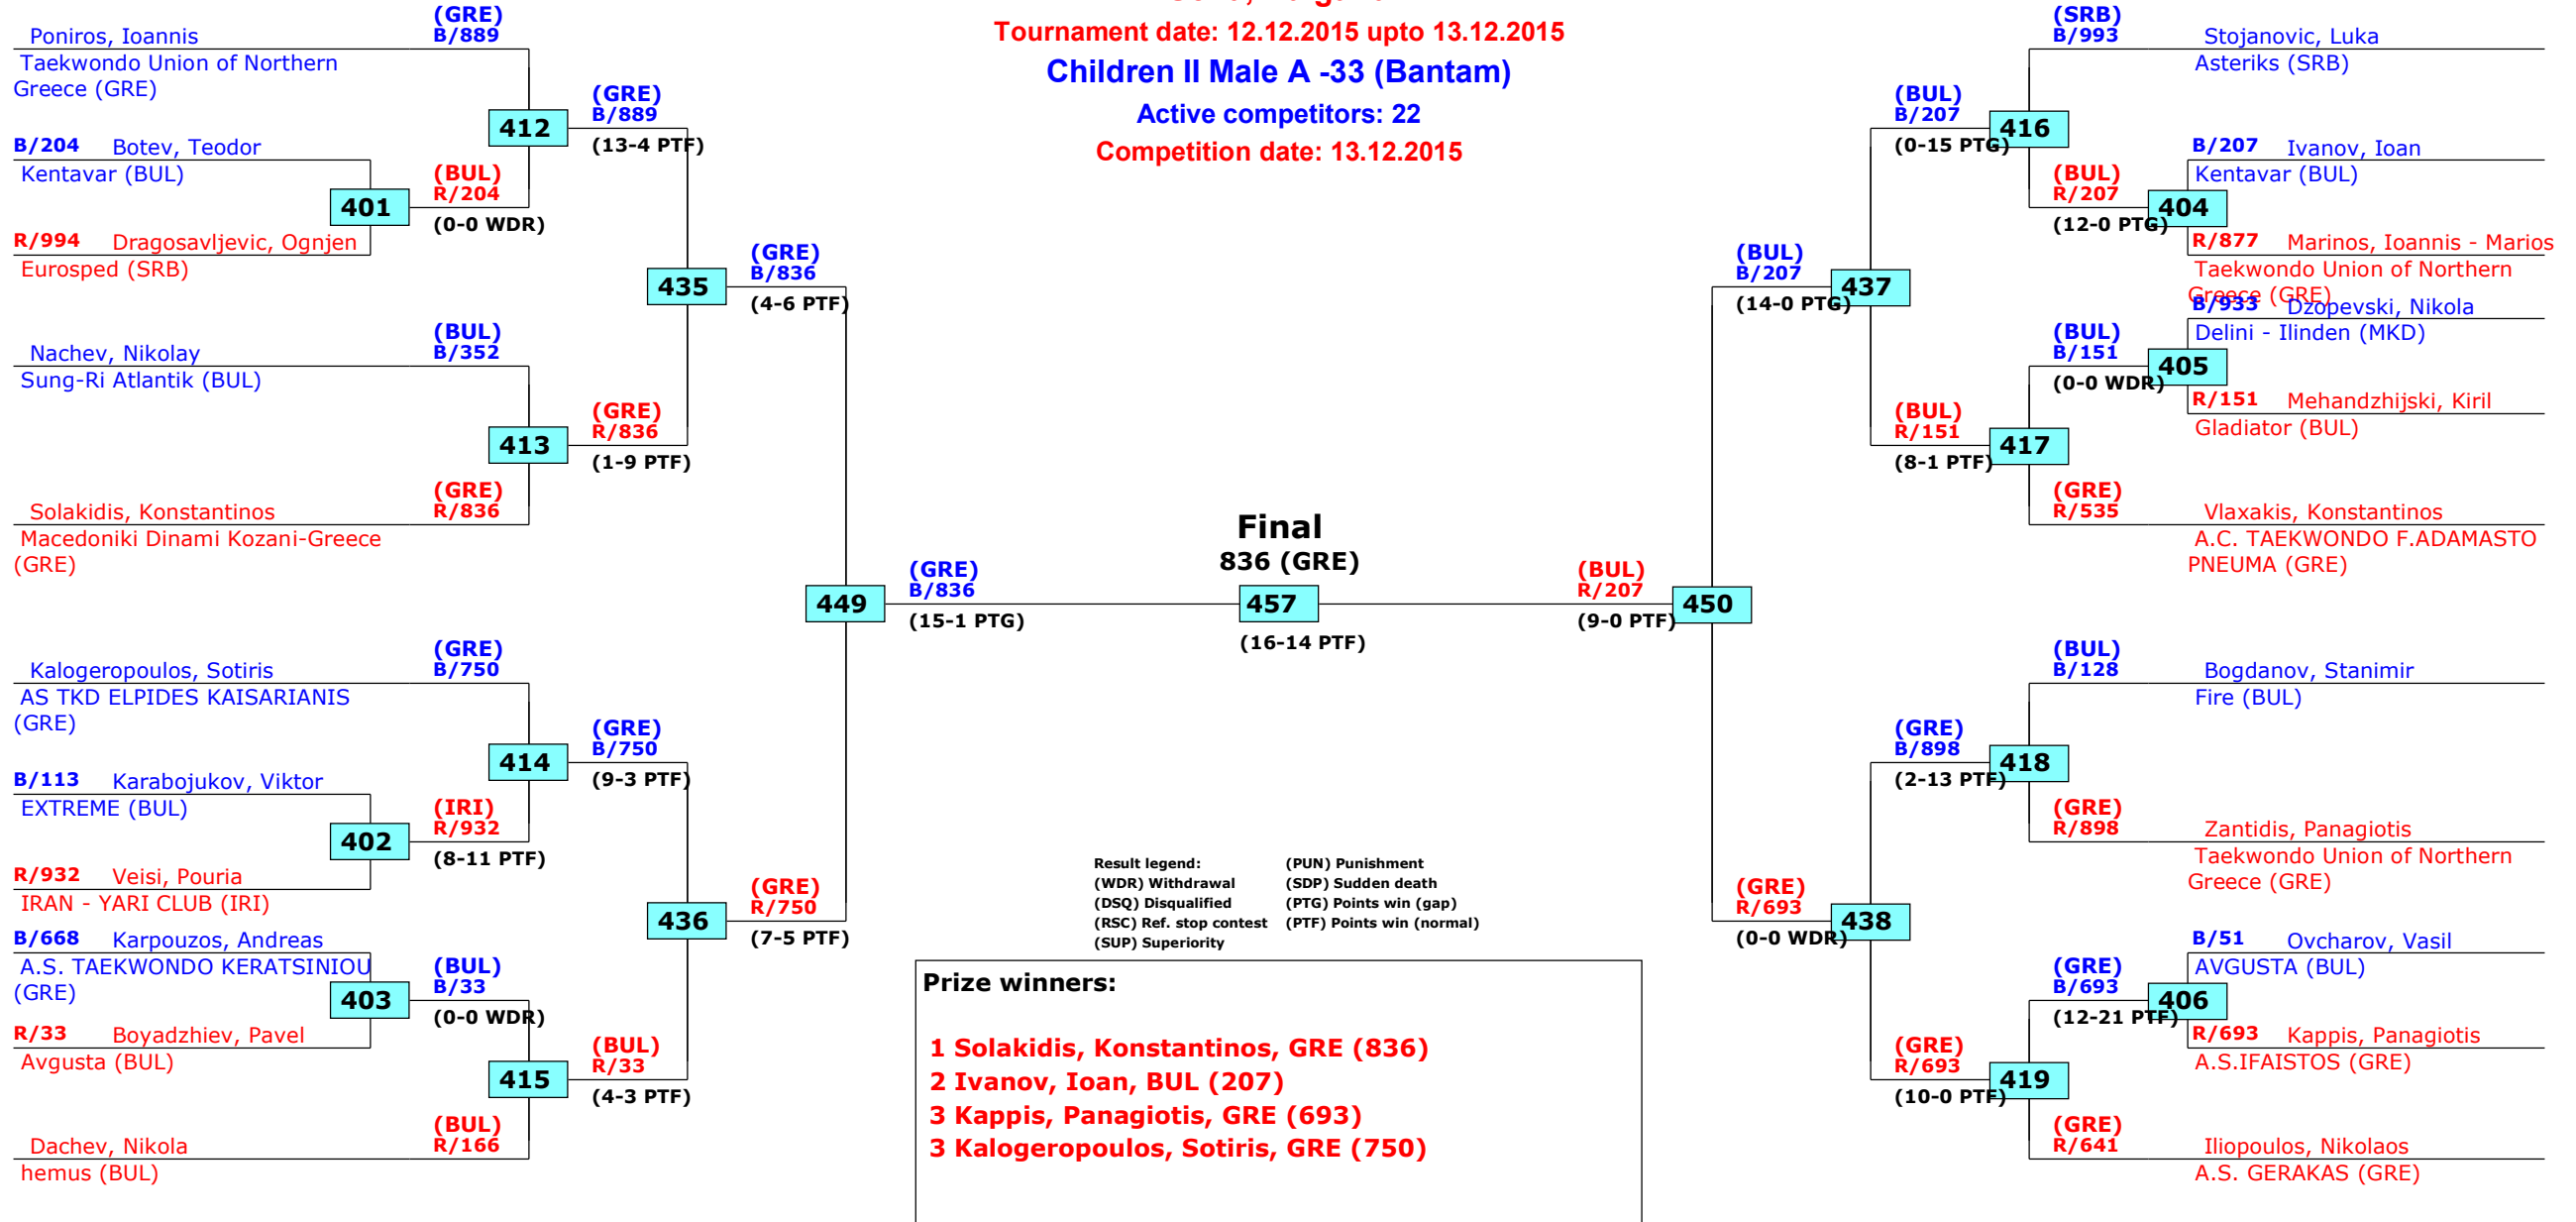 Tournament date: 12.12.2015 upto 13.12.2015
Children II Male A -33 (Bantam)
Active competitors: 22
Competition date: 13.12.2015
(GRE)
Poniros, Ioannis B/889
Taekwondo Union of Northern
Greece (GRE)
(GRE)
B/889
412
(13-4 PTF)
B/204 Botev, Teodor
Kentavar (BUL)
(BUL)
R/204
401
(0-0 WDR)
R/994 Dragosavljevic, Ognjen
Eurosped (SRB)
(GRE)
B/836
435
(4-6 PTF)
(BUL)
Nachev, Nikolay B/352
Sung-Ri Atlantik (BUL)
(GRE)
R/836
413
(1-9 PTF)
(GRE)
Solakidis, Konstantinos R/836
Macedoniki Dinami Kozani-Greece
(GRE)
(GRE)
B/836
449
(15-1 PTG)
(GRE)
Kalogeropoulos, Sotiris B/750
AS TKD ELPIDES KAISARIANIS
(GRE)
(GRE)
B/750
414
(9-3 PTF)
B/113 Karabojukov, Viktor
EXTREME (BUL)
(IRI)
R/932
402
(8-11 PTF)
R/932 Veisi, Pouria
IRAN - YARI CLUB (IRI)
(GRE)
R/750
436
(7-5 PTF)
B/668 Karpouzos, Andreas
A.S. TAEKWONDO KERATSINIOU
(GRE)
(BUL)
B/33
403
(0-0 WDR)
R/33 Boyadzhiev, Pavel
Avgusta (BUL)
(BUL)
R/33
415
(4-3 PTF)
(BUL)
Dachev, Nikola R/166
hemus (BUL)
Final
836 (GRE)
457
(16-14 PTF)
(SRB)
B/993 Stojanovic, Luka
Asteriks (SRB)
(BUL)
B/207
416
(0-15 PTG)
B/207 Ivanov, Ioan
Kentavar (BUL)
(BUL)
R/207
404
(12-0 PTG)
R/877 Marinos, Ioannis - Marios
Taekwondo Union of Northern
Greece (GRE)
(BUL)
B/207
437
(14-0 PTG)
B/933 Dzopevski, Nikola
Delini - Ilinden (MKD)
(BUL)
B/151
405
(0-0 WDR)
R/151 Mehandzhijski, Kiril
Gladiator (BUL)
(BUL)
R/151
417
(8-1 PTF)
(GRE)
R/535 Vlaxakis, Konstantinos
A.C. TAEKWONDO F.ADAMASTO
PNEUMA (GRE)
(BUL)
R/207
450
(9-0 PTF)
(BUL)
B/128 Bogdanov, Stanimir
Fire (BUL)
(GRE)
B/898
418
(2-13 PTF)
(GRE)
R/898 Zantidis, Panagiotis
Taekwondo Union of Northern
Greece (GRE)
(GRE)
R/693
438
(0-0 WDR)
B/51 Ovcharov, Vasil
AVGUSTA (BUL)
(GRE)
B/693
406
(12-21 PTF)
R/693 Kappis, Panagiotis
A.S.IFAISTOS (GRE)
(GRE)
R/693
419
(10-0 PTF)
(GRE)
R/641 Iliopoulos, Nikolaos
A.S. GERAKAS (GRE)
Result legend: (PUN) Punishment
(WDR) Withdrawal (SDP) Sudden death
(DSQ) Disqualified (PTG) Points win (gap)
(RSC) Ref. stop contest (PTF) Points win (normal)
(SUP) Superiority
Prize winners:
1 Solakidis, Konstantinos, GRE (836)
2 Ivanov, Ioan, BUL (207)
3 Kappis, Panagiotis, GRE (693)
3 Kalogeropoulos, Sotiris, GRE (750)